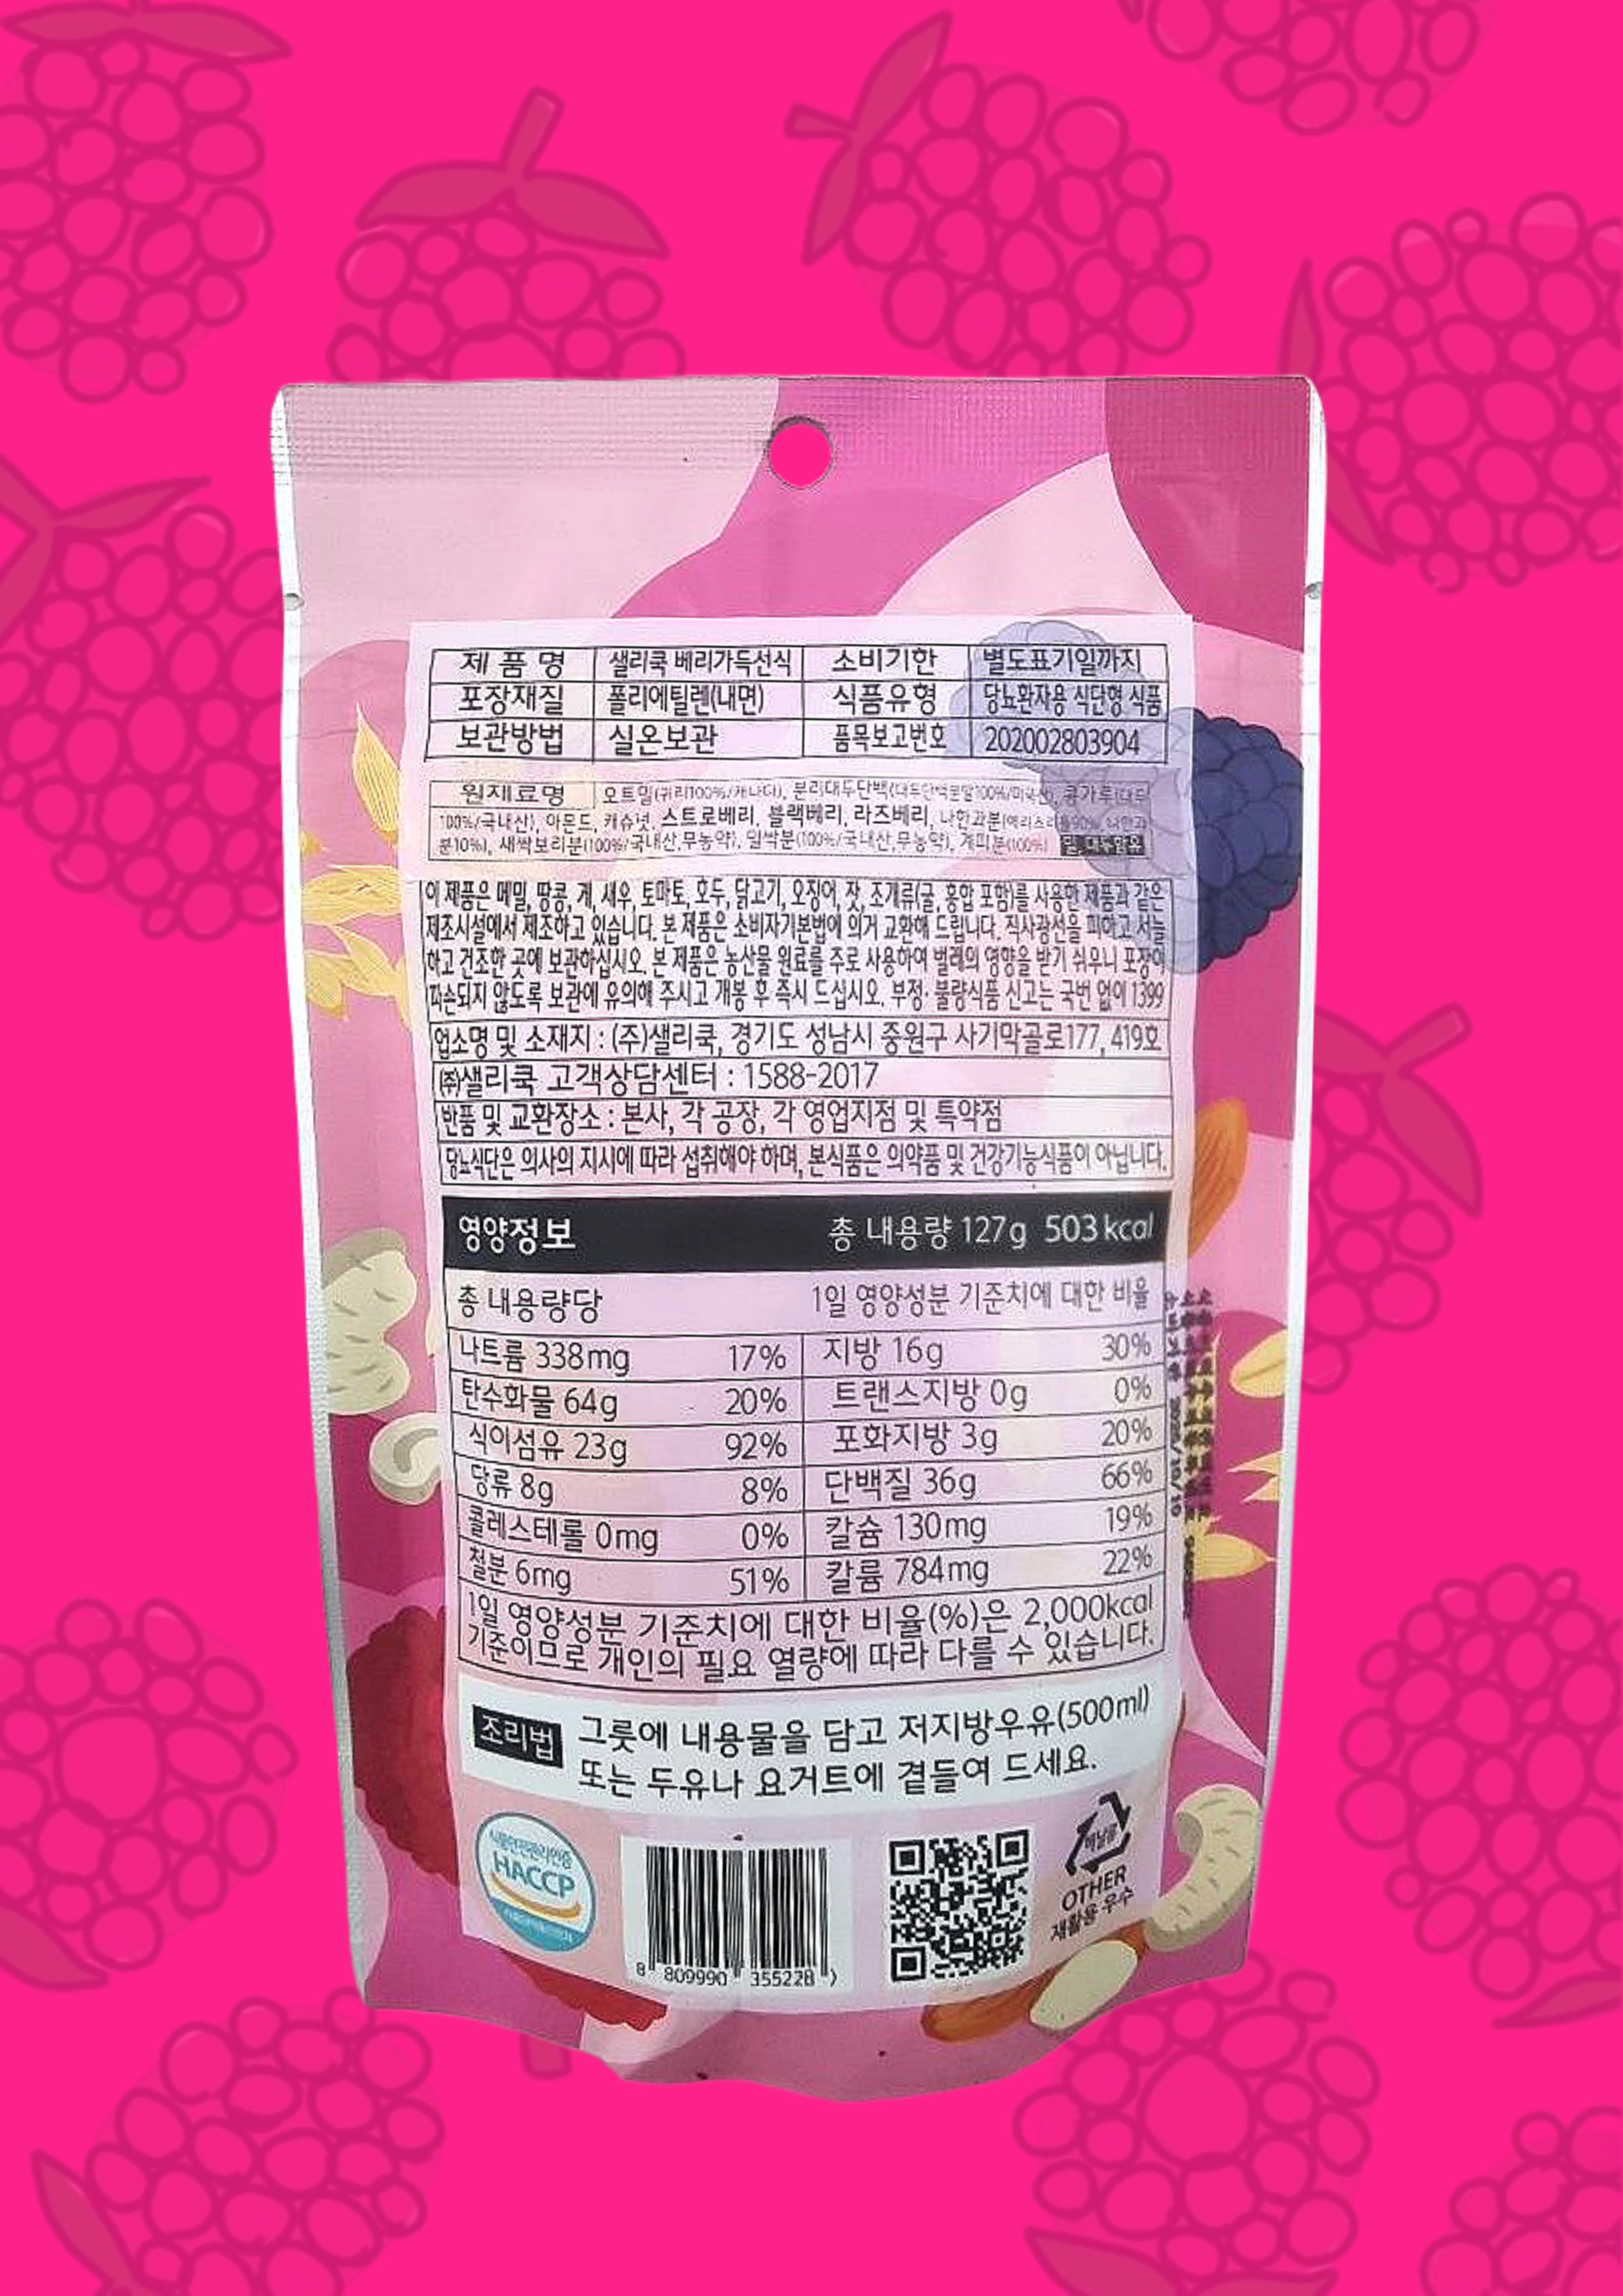 제 품 명 샐리쿡 베리가득선식 소비기한 별도표기일까지
포장재질 폴리에틸렌(내면) 식품유형 당뇨환자용 식단형 식품
보관방법 실온보관 품목보고번호 202002803904
원재료명 오트밀(귀리100%/캐나다), 분리대두단백(대두단백분말100%/미국산), 콩가루(대두
100%/국내산), 아몬드, 캐슈넛, 스트로베리, 블랙베리, 라즈베리, 나한과분(에리스리톨90%, 나한과
분10%), 새싹보리분(100%/국내산,무농약), 밀싹분(100%/국내산,무농약), 계피분(100%) 밀, 대두함유
이 제품은 메밀, 땅콩, 게, 새우, 토마토, 호두, 닭고기, 오징어, 잣, 조개류(굴, 홍합 포함)를 사용한 제품과 같은
제조시설에서 제조하고 있습니다. 본 제품은 소비자기본법에 의거 교환해 드립니다. 직사광선을 피하고 서늘
하고 건조한 곳에 보관하십시오. 본 제품은 농산물 원료를 주로 사용하여 벌레의 영향을 받기 쉬우니 포장이
파손되지 않도록 보관에 유의해 주시고 개봉 후 즉시 드십시오. 부정·불량식품 신고는 국번 없이 1399
업소명 및 소재지 : (주)샐리쿡, 경기도 성남시 중원구 사기막골로177, 419호
㈜샐리쿡 고객상담센터 : 1588-2017
반품 및 교환장소 : 본사, 각 공장, 각 영업지점 및 특약점
당뇨식단은 의사의 지시에 따라 섭취해야 하며, 본식품은 의약품 및 건강기능식품이 아닙니다.
영양정보 총 내용량 127g 503 kcal
총 내용량당 1일 영양성분 기준치에 대한 비율
나트륨 338mg 17% 지방 16g 30%
탄수화물 64g 20% 트랜스지방 0g 0%
식이섬유 23g 92% 포화지방 3g 20%
당류 8g 8% 단백질 36g 66%
콜레스테롤 0mg 0% 칼슘 130mg 19%
철분 6mg 51% 칼륨 784mg 22%
1일 영양성분 기준치에 대한 비율(%)은 2,000kcal
기준이므로 개인의 필요 열량에 따라 다를 수 있습니다.
조리법 그릇에 내용물을 담고 저지방우유(500ml)
또는 두유나 요거트에 곁들여 드세요.
식품안전관리인증
HACCP
비닐류
OTHER
재활용 우수
8 809990 355228 >